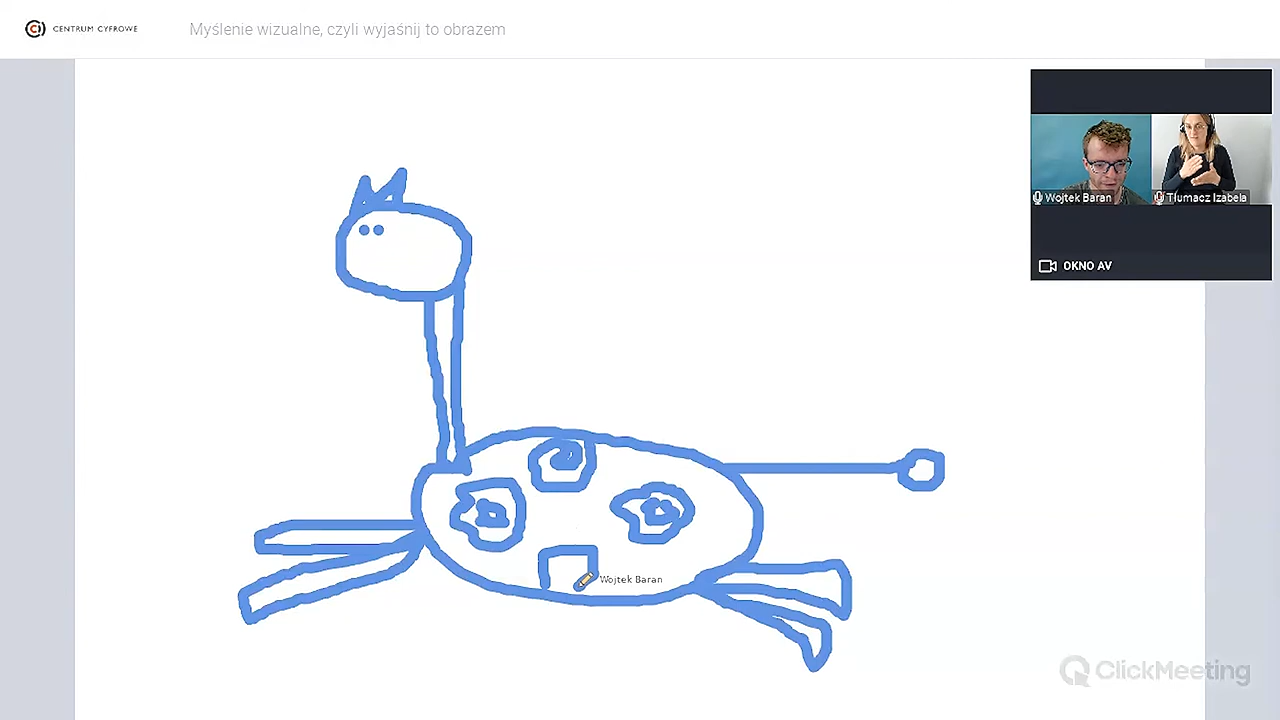 CENTRUM CYFROWE
Myślenie wizualne, czyli wyjaśnij to obrazem
Wojtek Baran
Tłumacz Izabela
OKNO AV
Wojtek Baran
ClickMeeting